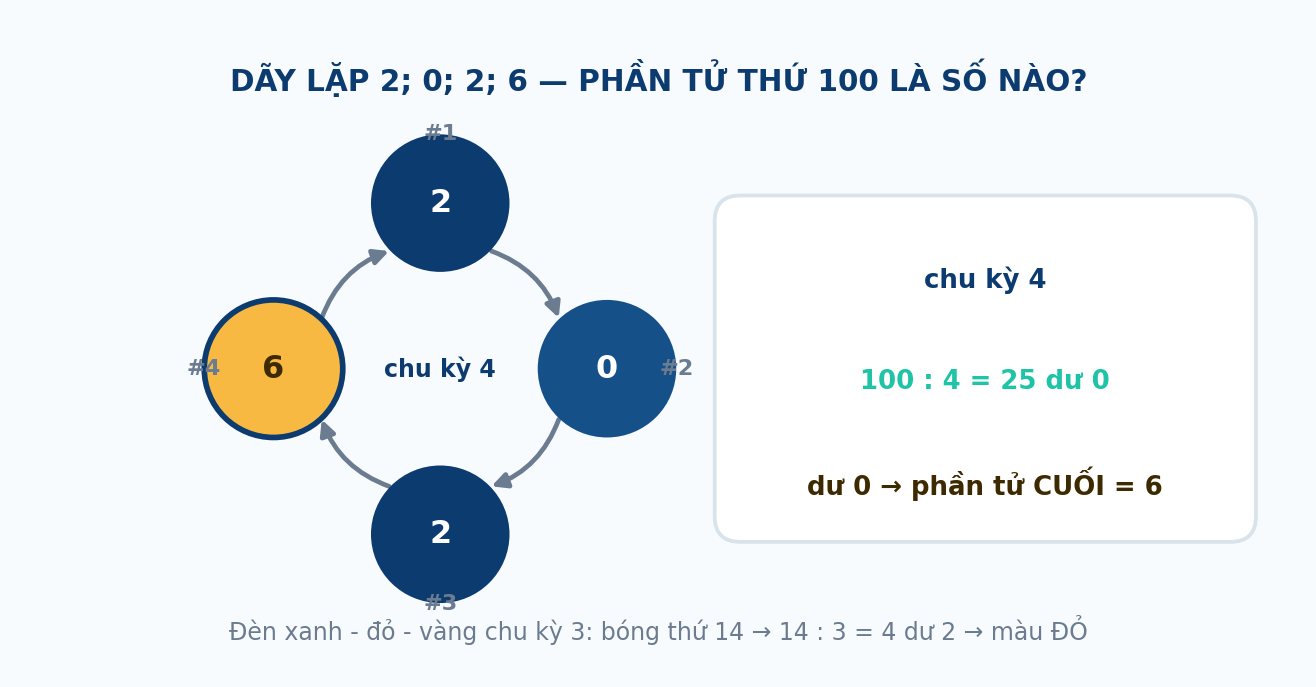 DÃY LẶP 2; 0; 2; 6 — PHẦN TỬ THỨ 100 LÀ SỐ NÀO?
#1
2
chu kỳ 4
100 : 4 = 25 dư 0
dư 0 → phần tử CUỐI = 6
#4
6
chu kỳ 4
0
#2
2
#3
Đèn xanh - đỏ - vàng chu kỳ 3: bóng thứ 14 → 14 : 3 = 4 dư 2 → màu ĐỎ